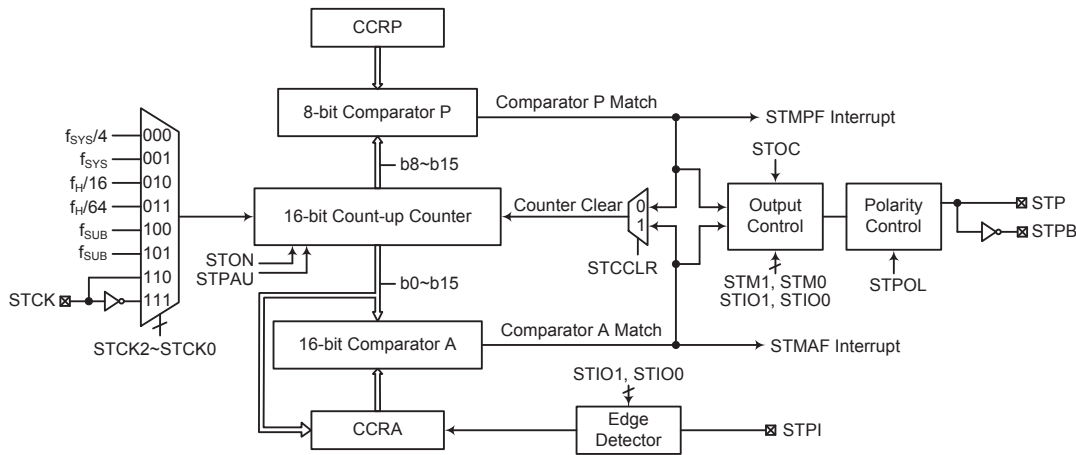 CCRP
8-bit Comparator P
Comparator P Match
STMPF Interrupt
b8~b15
STOC
fSYS/4
000
fSYS
001
fH/16
010
fH/64
011
fSUB
100
fSUB
101
110
111
STCK
STCK2~STCK0
16-bit Count-up Counter
Counter Clear
0
1
STCCLR
Output
Control
Polarity
Control
STP
STPB
STON
STPAU
STM1, STM0
STIO1, STIO0
STPOL
b0~b15
16-bit Comparator A
Comparator A Match
STMAF Interrupt
STIO1, STIO0
CCRA
Edge
Detector
STPI